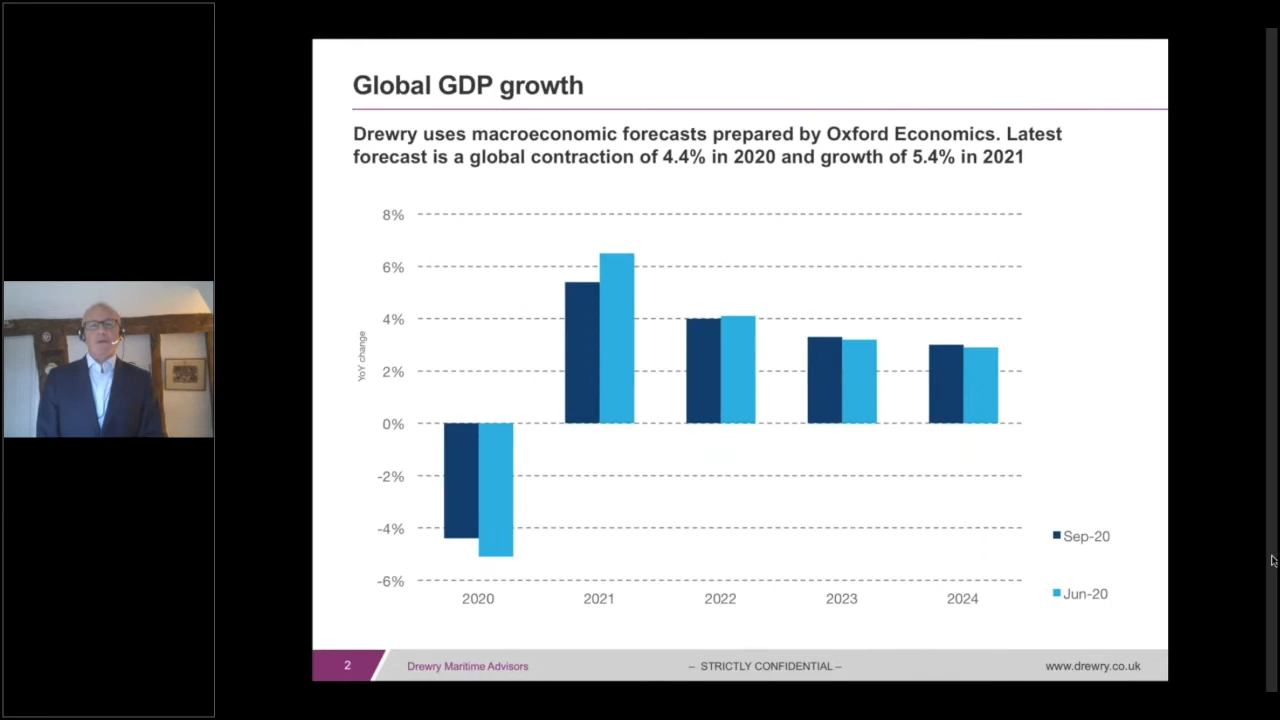 Global GDP growth
Drewry uses macroeconomic forecasts prepared by Oxford Economics. Latest
forecast is a global contraction of 4.4% in 2020 and growth of 5.4% in 2021
8%
6%
4%
2%
0%
-2%
-4%
-6%
YoY change
2020 2021 2022 2023 2024
Sep-20
Jun-20
2
Drewry Maritime Advisors
– STRICTLY CONFIDENTIAL –
www.drewry.co.uk